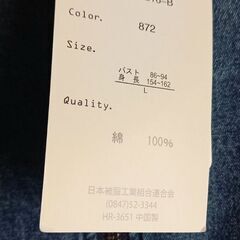 Color.
872
Size.
バスト 86~94
身長 154~162
L
Quality.
綿 100%
日本被服工業組合連合会
(0847)52-3344
HR-3651 中国製